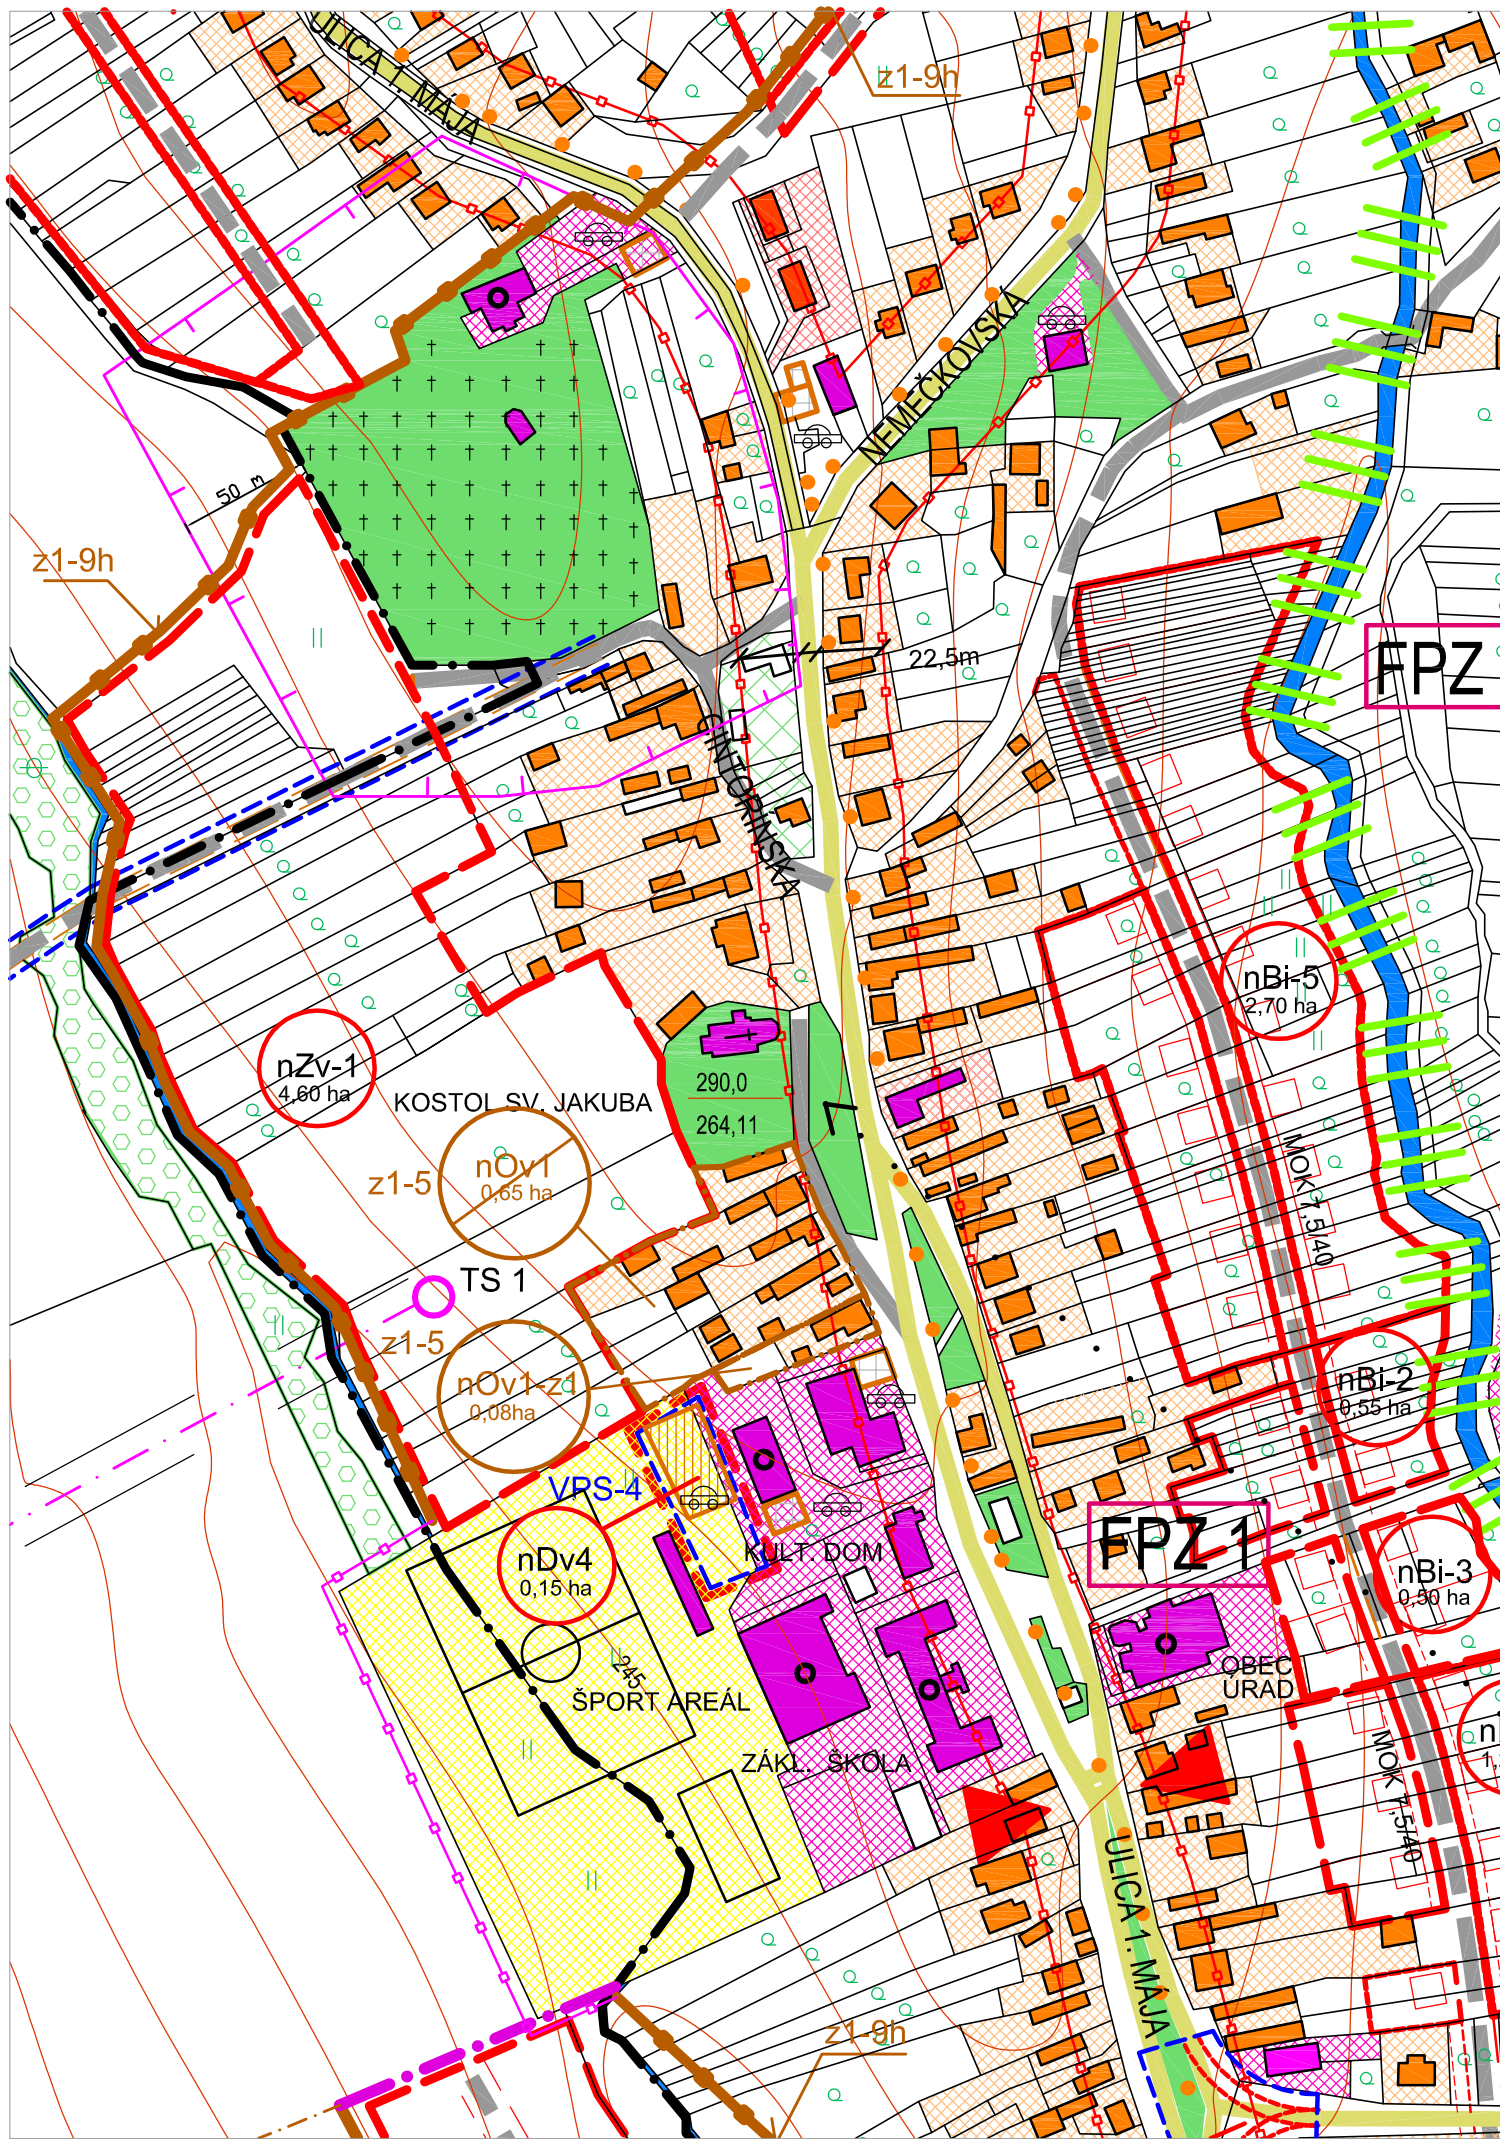 ULICA 1. MÁJA
z1-9h
NEMEČKOVSKÁ
50 m
z1-9h
22,5m
FPZ
CINTORÍNSKA
nBi-5
2,70 ha
nZv-1
4,60 ha
KOSTOL SV. JAKUBA
290,0
264,11
z1-5
nOv1
0,65 ha
MOK 7,5/40
TS 1
z1-5
nOv1-z1
0,08ha
nBi-2
0,55 ha
VPS-4
nDv4
0,15 ha
KULT. DOM
FPZ 1
nBi-3
0,50 ha
245
ŠPORT AREÁL
OBEC
ÚRAD
ZÁKL. ŠKOLA
MOK 7,5/40
ULICA 1. MÁJA
z1-9h